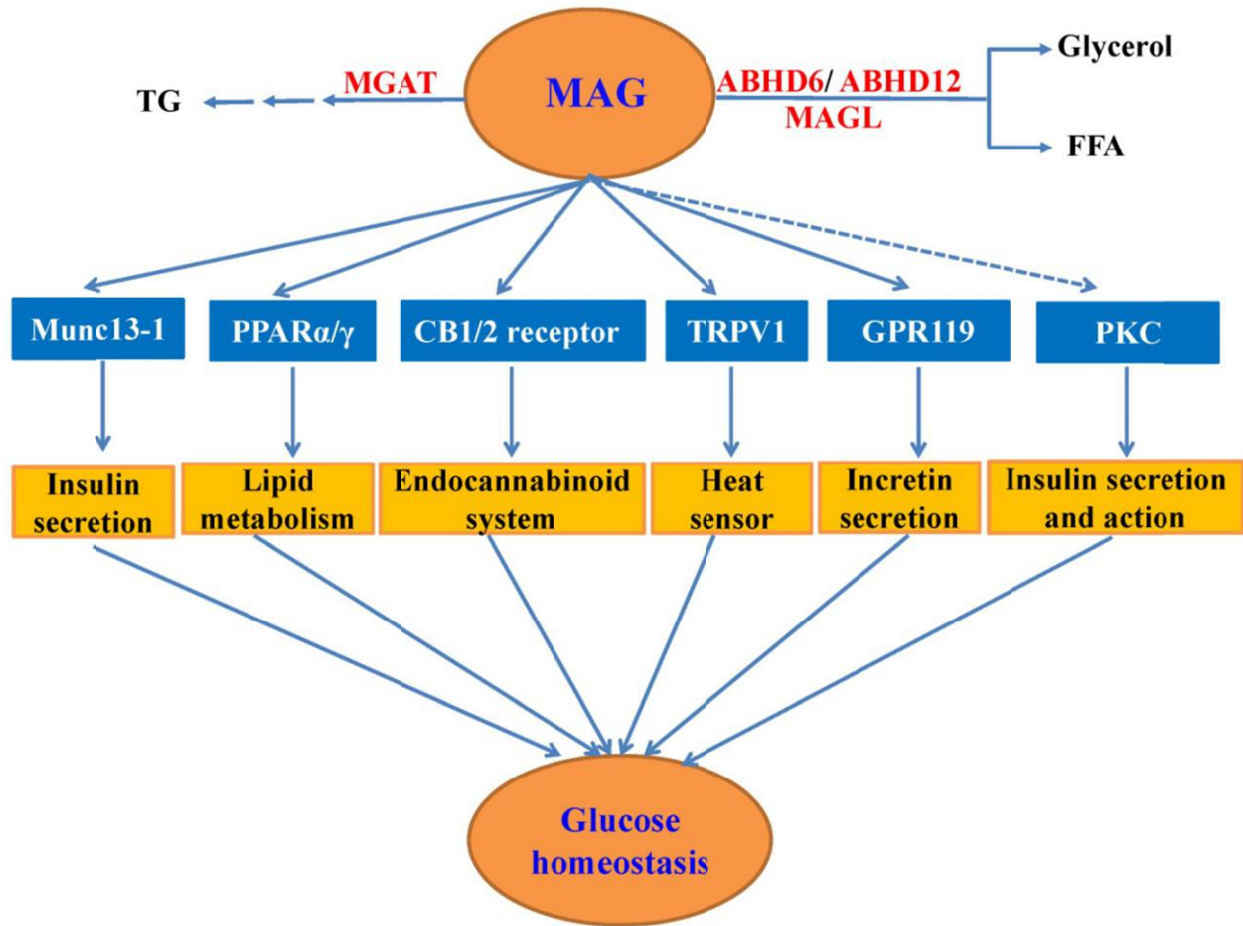 Glycerol
MGAT
ABHD6/ ABHD12
TG
MAG
MAGL
FFA
Munc13-1
PPARα/γ
CB1/2 receptor
TRPV1
GPR119
PKC
Insulin
secretion
Lipid
metabolism
Endocannabinoid
system
Heat
sensor
Incretin
secretion
Insulin secretion
and action
Glucose
homeostasis